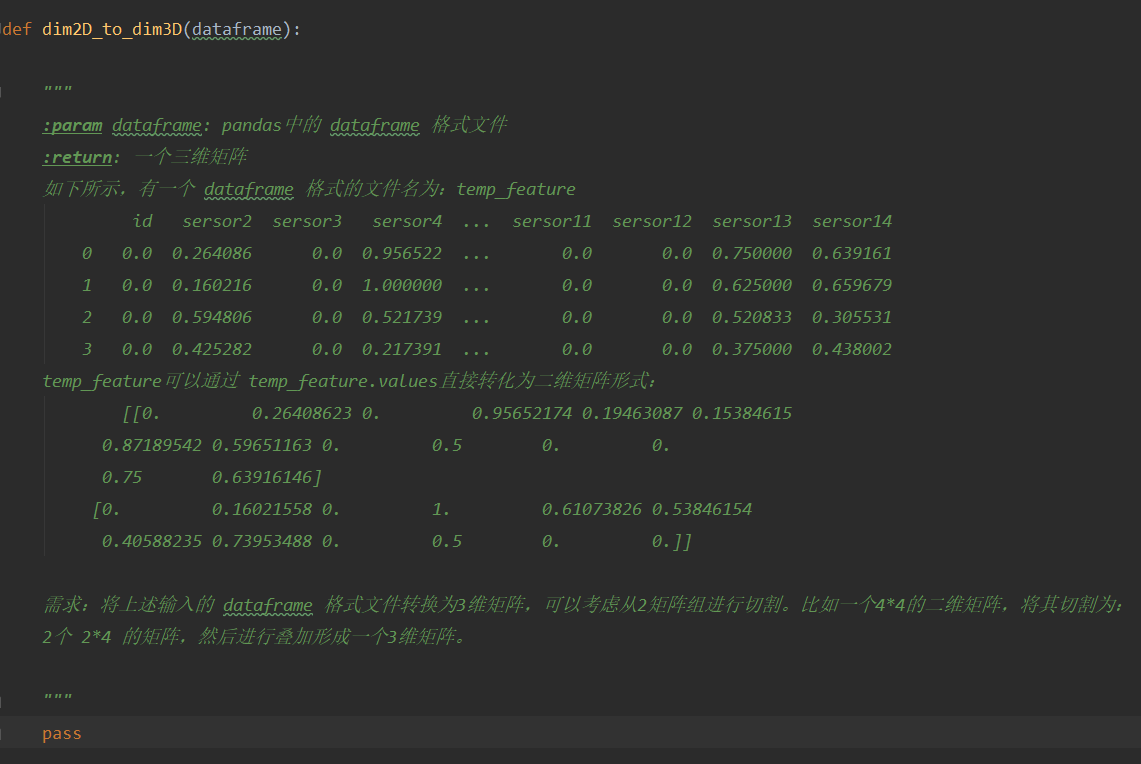 def dim2D_to_dim3D(dataframe):
"""
:param dataframe: pandas中的 dataframe 格式文件
:return: 一个三维矩阵
如下所示，有一个 dataframe 格式的文件名为：temp_feature
id sersor2 sersor3 sersor4 ... sersor11 sersor12 sersor13 sersor14
0 0.0 0.264086 0.0 0.956522 ... 0.0 0.0 0.750000 0.639161
1 0.0 0.160216 0.0 1.000000 ... 0.0 0.0 0.625000 0.659679
2 0.0 0.594806 0.0 0.521739 ... 0.0 0.0 0.520833 0.305531
3 0.0 0.425282 0.0 0.217391 ... 0.0 0.0 0.375000 0.438002
temp_feature可以通过 temp_feature.values直接转化为二维矩阵形式：
[[0. 0.26408623 0. 0.95652174 0.19463087 0.15384615
0.87189542 0.59651163 0. 0.5 0. 0.
0.75 0.63916146]
[0. 0.16021558 0. 1. 0.61073826 0.53846154
0.40588235 0.73953488 0. 0.5 0. 0.]]
需求：将上述输入的 dataframe 格式文件转换为3维矩阵，可以考虑从2矩阵组进行切割。比如一个4*4的二维矩阵，将其切割为：
2个 2*4 的矩阵，然后进行叠加形成一个3维矩阵。
"""
pass